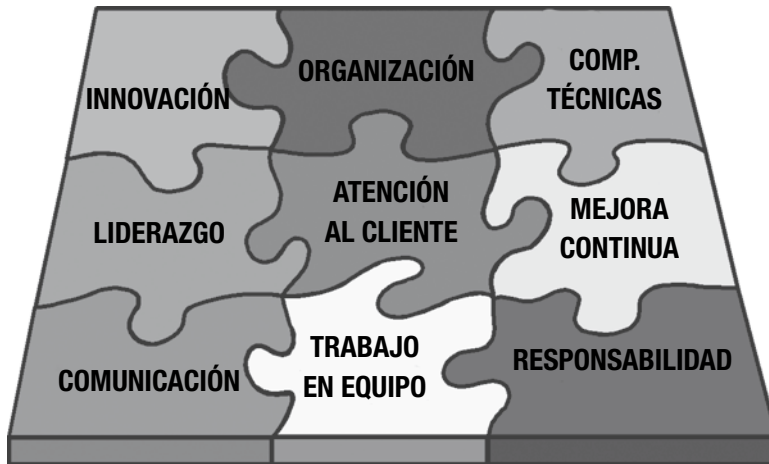 INNOVACIÓN
ORGANIZACIÓN
COMP.
TÉCNICAS
LIDERAZGO
ATENCIÓN
AL CLIENTE
MEJORA
CONTINUA
COMUNICACIÓN
TRABAJO
EN EQUIPO
RESPONSABILIDAD